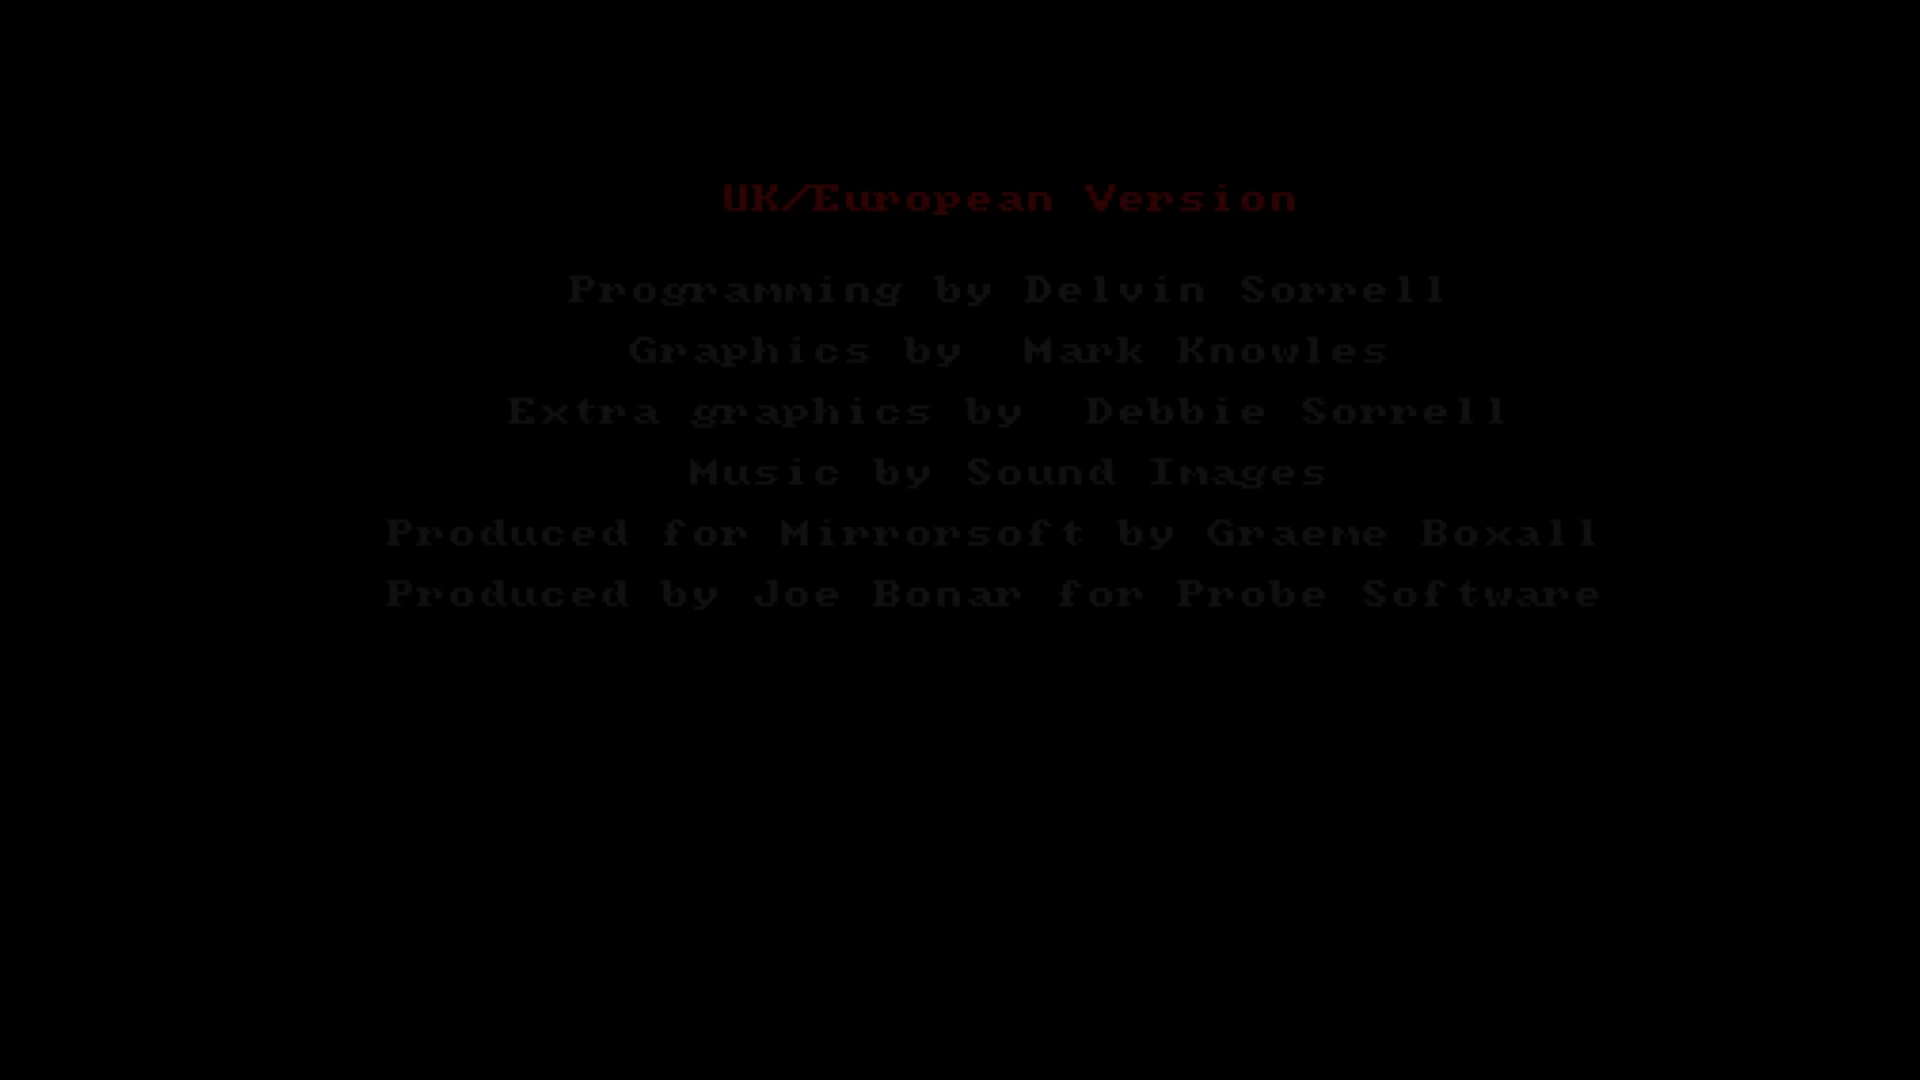 UK/European Version
Programming by Delvin Sorrell
Graphics by  Mark Knowles
Extra graphics by  Debbie Sorrell
Music by Sound Images
Produced for Mirrorsoft by Graeme Boxall
Produced by Joe Bonar for Probe Software